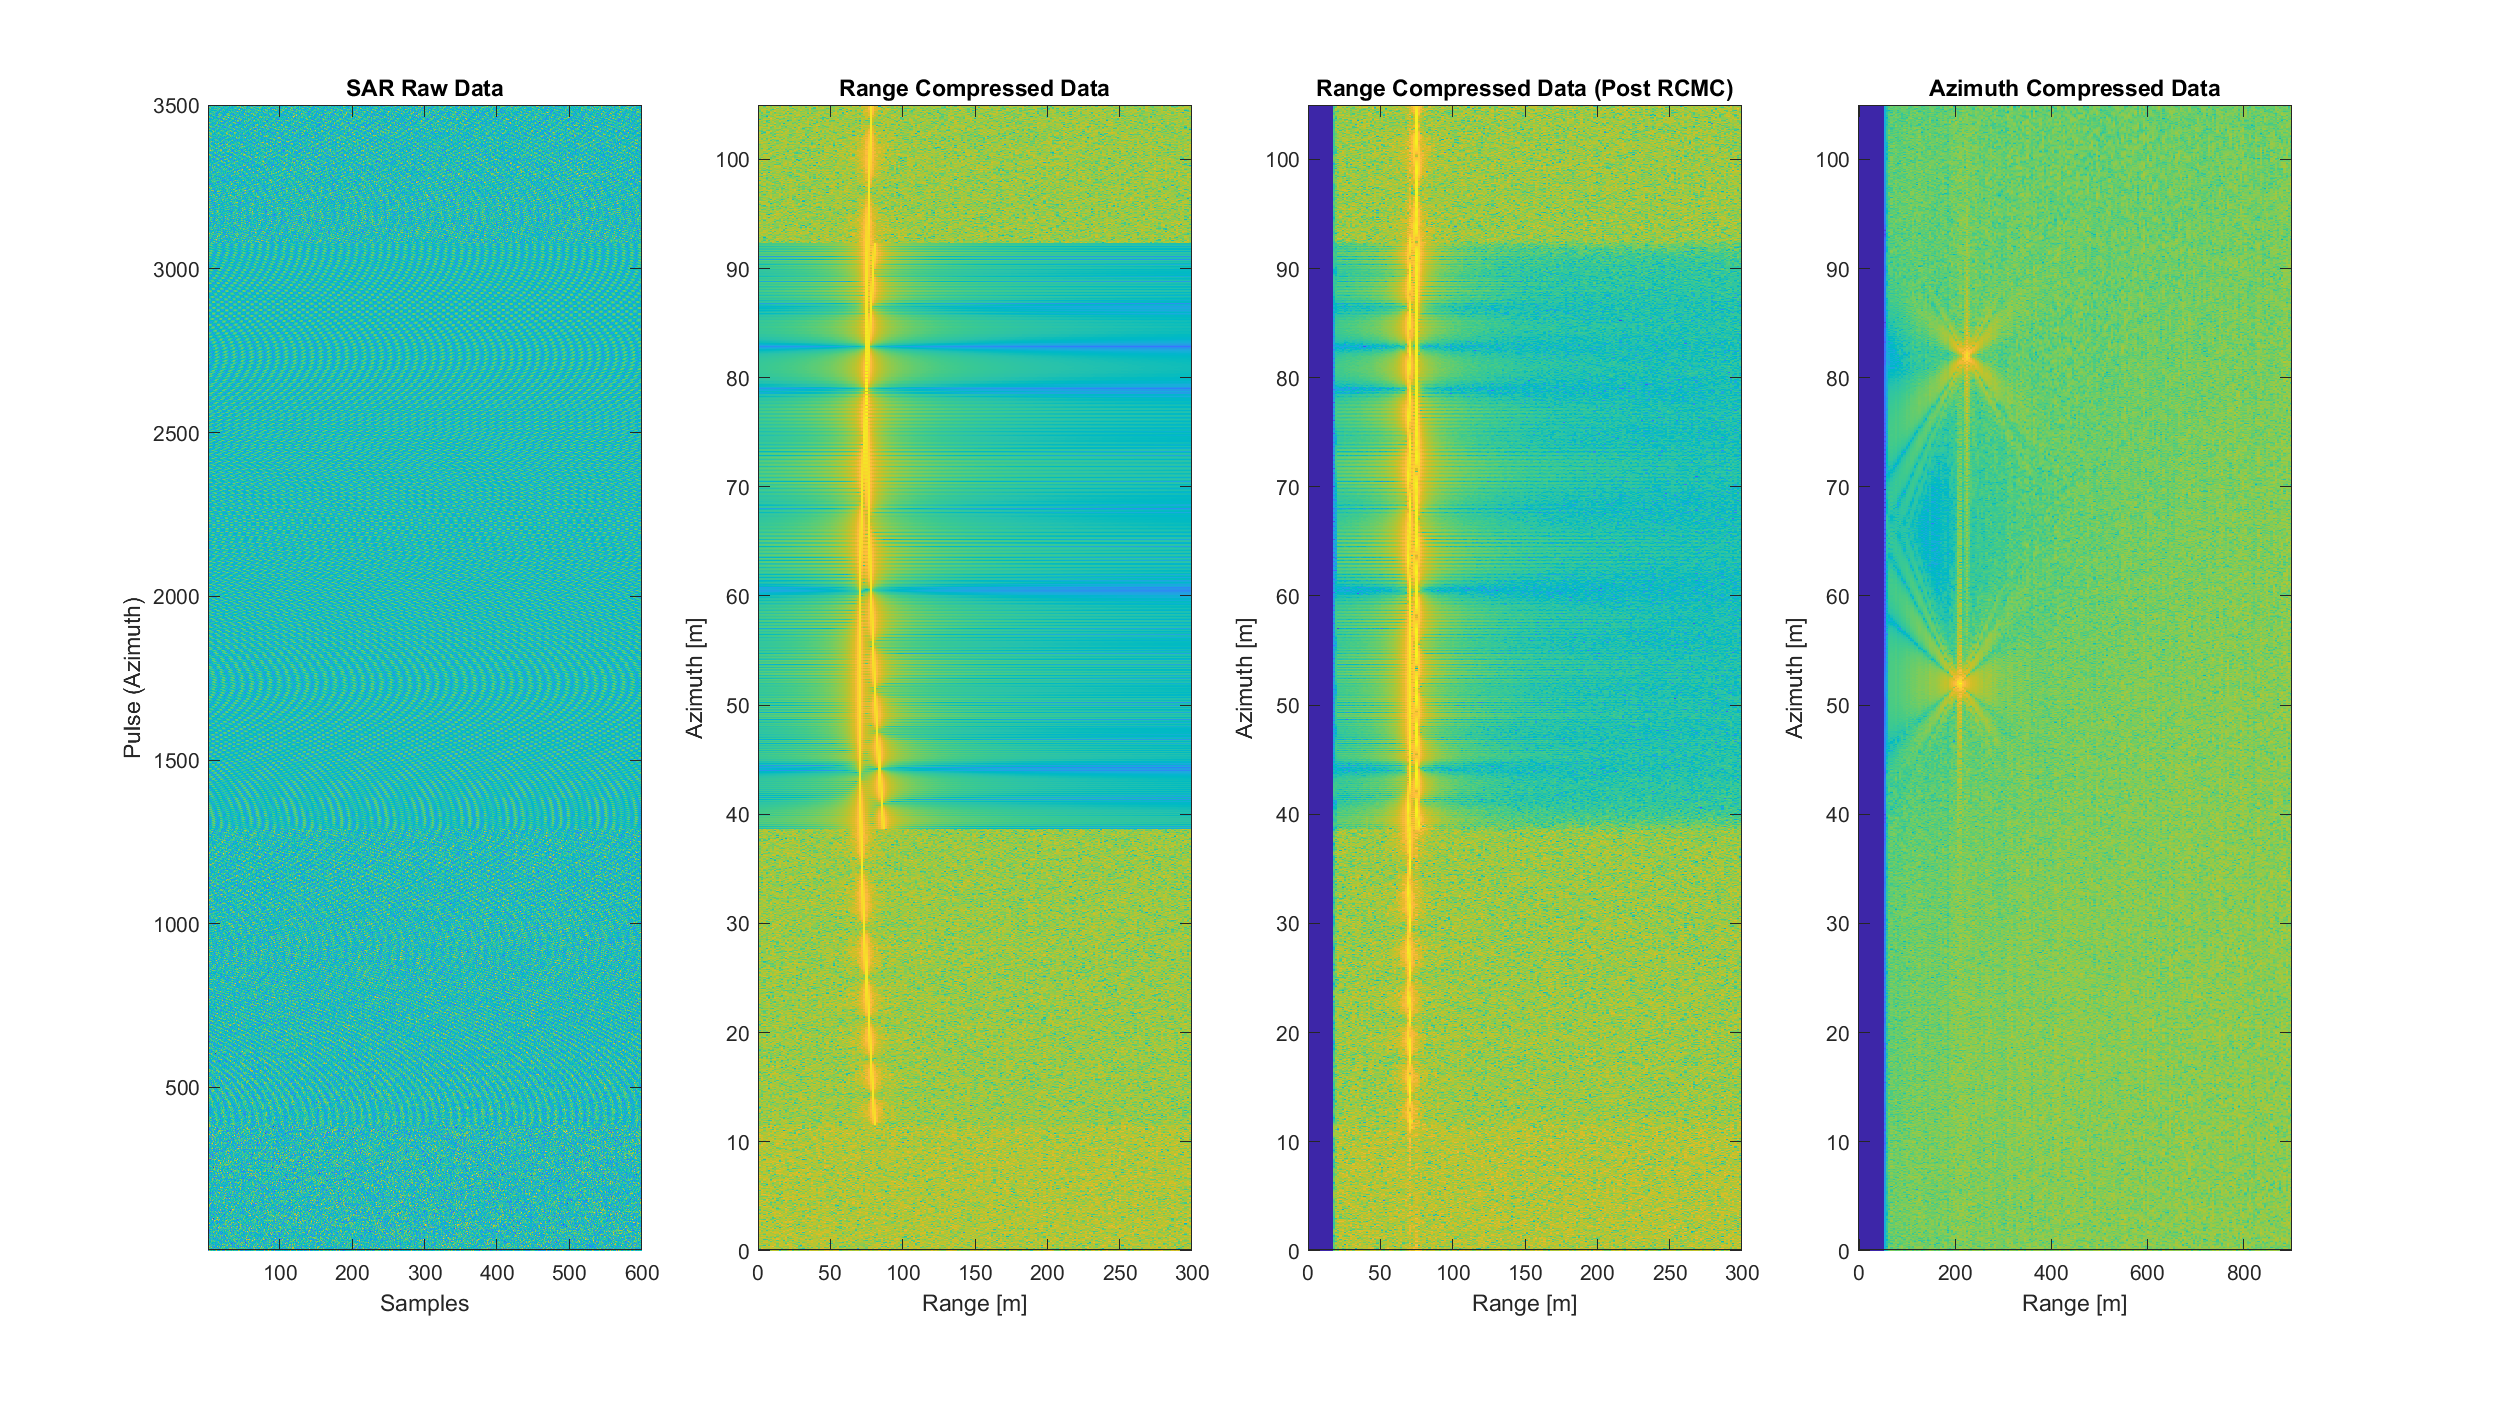 SAR Raw Data
3500
3000
2500
2000
1500
1000
500
Pulse (Azimuth)
100 200 300 400 500 600
Samples
Range Compressed Data
100
90
80
70
60
50
40
30
20
10
0
Azimuth [m]
0 50 100 150 200 250 300
Range [m]
Range Compressed Data (Post RCMC)
100
90
80
70
60
50
40
30
20
10
0
Azimuth [m]
0 50 100 150 200 250 300
Range [m]
Azimuth Compressed Data
100
90
80
70
60
50
40
30
20
10
0
Azimuth [m]
0 200 400 600 800
Range [m]